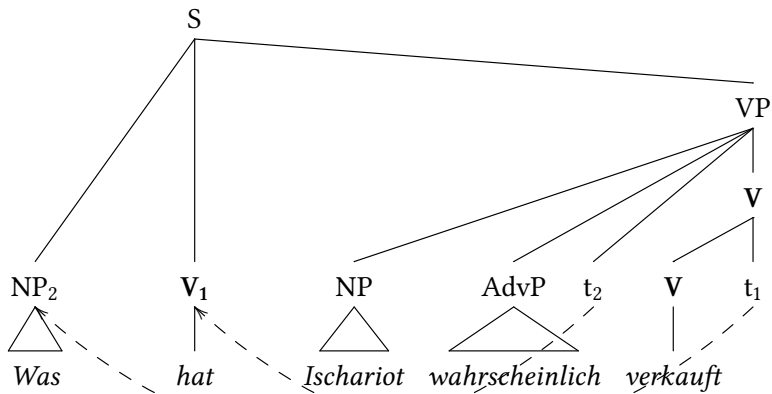 S
VP
V
NP₂ V₁ NP AdvP t₂ V t₁
Was hat Ischariot wahrscheinlich verkauft